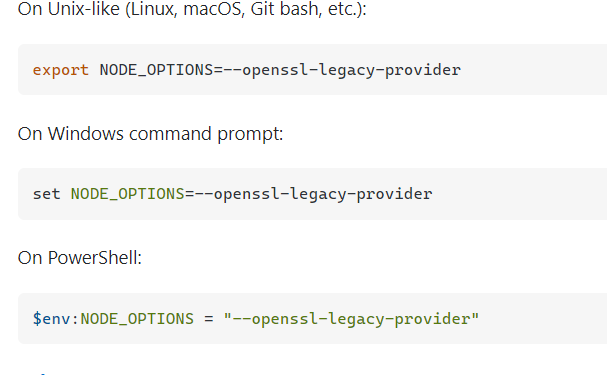 On Unix-like (Linux, macOS, Git bash, etc.):
export NODE_OPTIONS=--openssl-legacy-provider
On Windows command prompt:
set NODE_OPTIONS=--openssl-legacy-provider
On PowerShell:
$env:NODE_OPTIONS = "--openssl-legacy-provider"